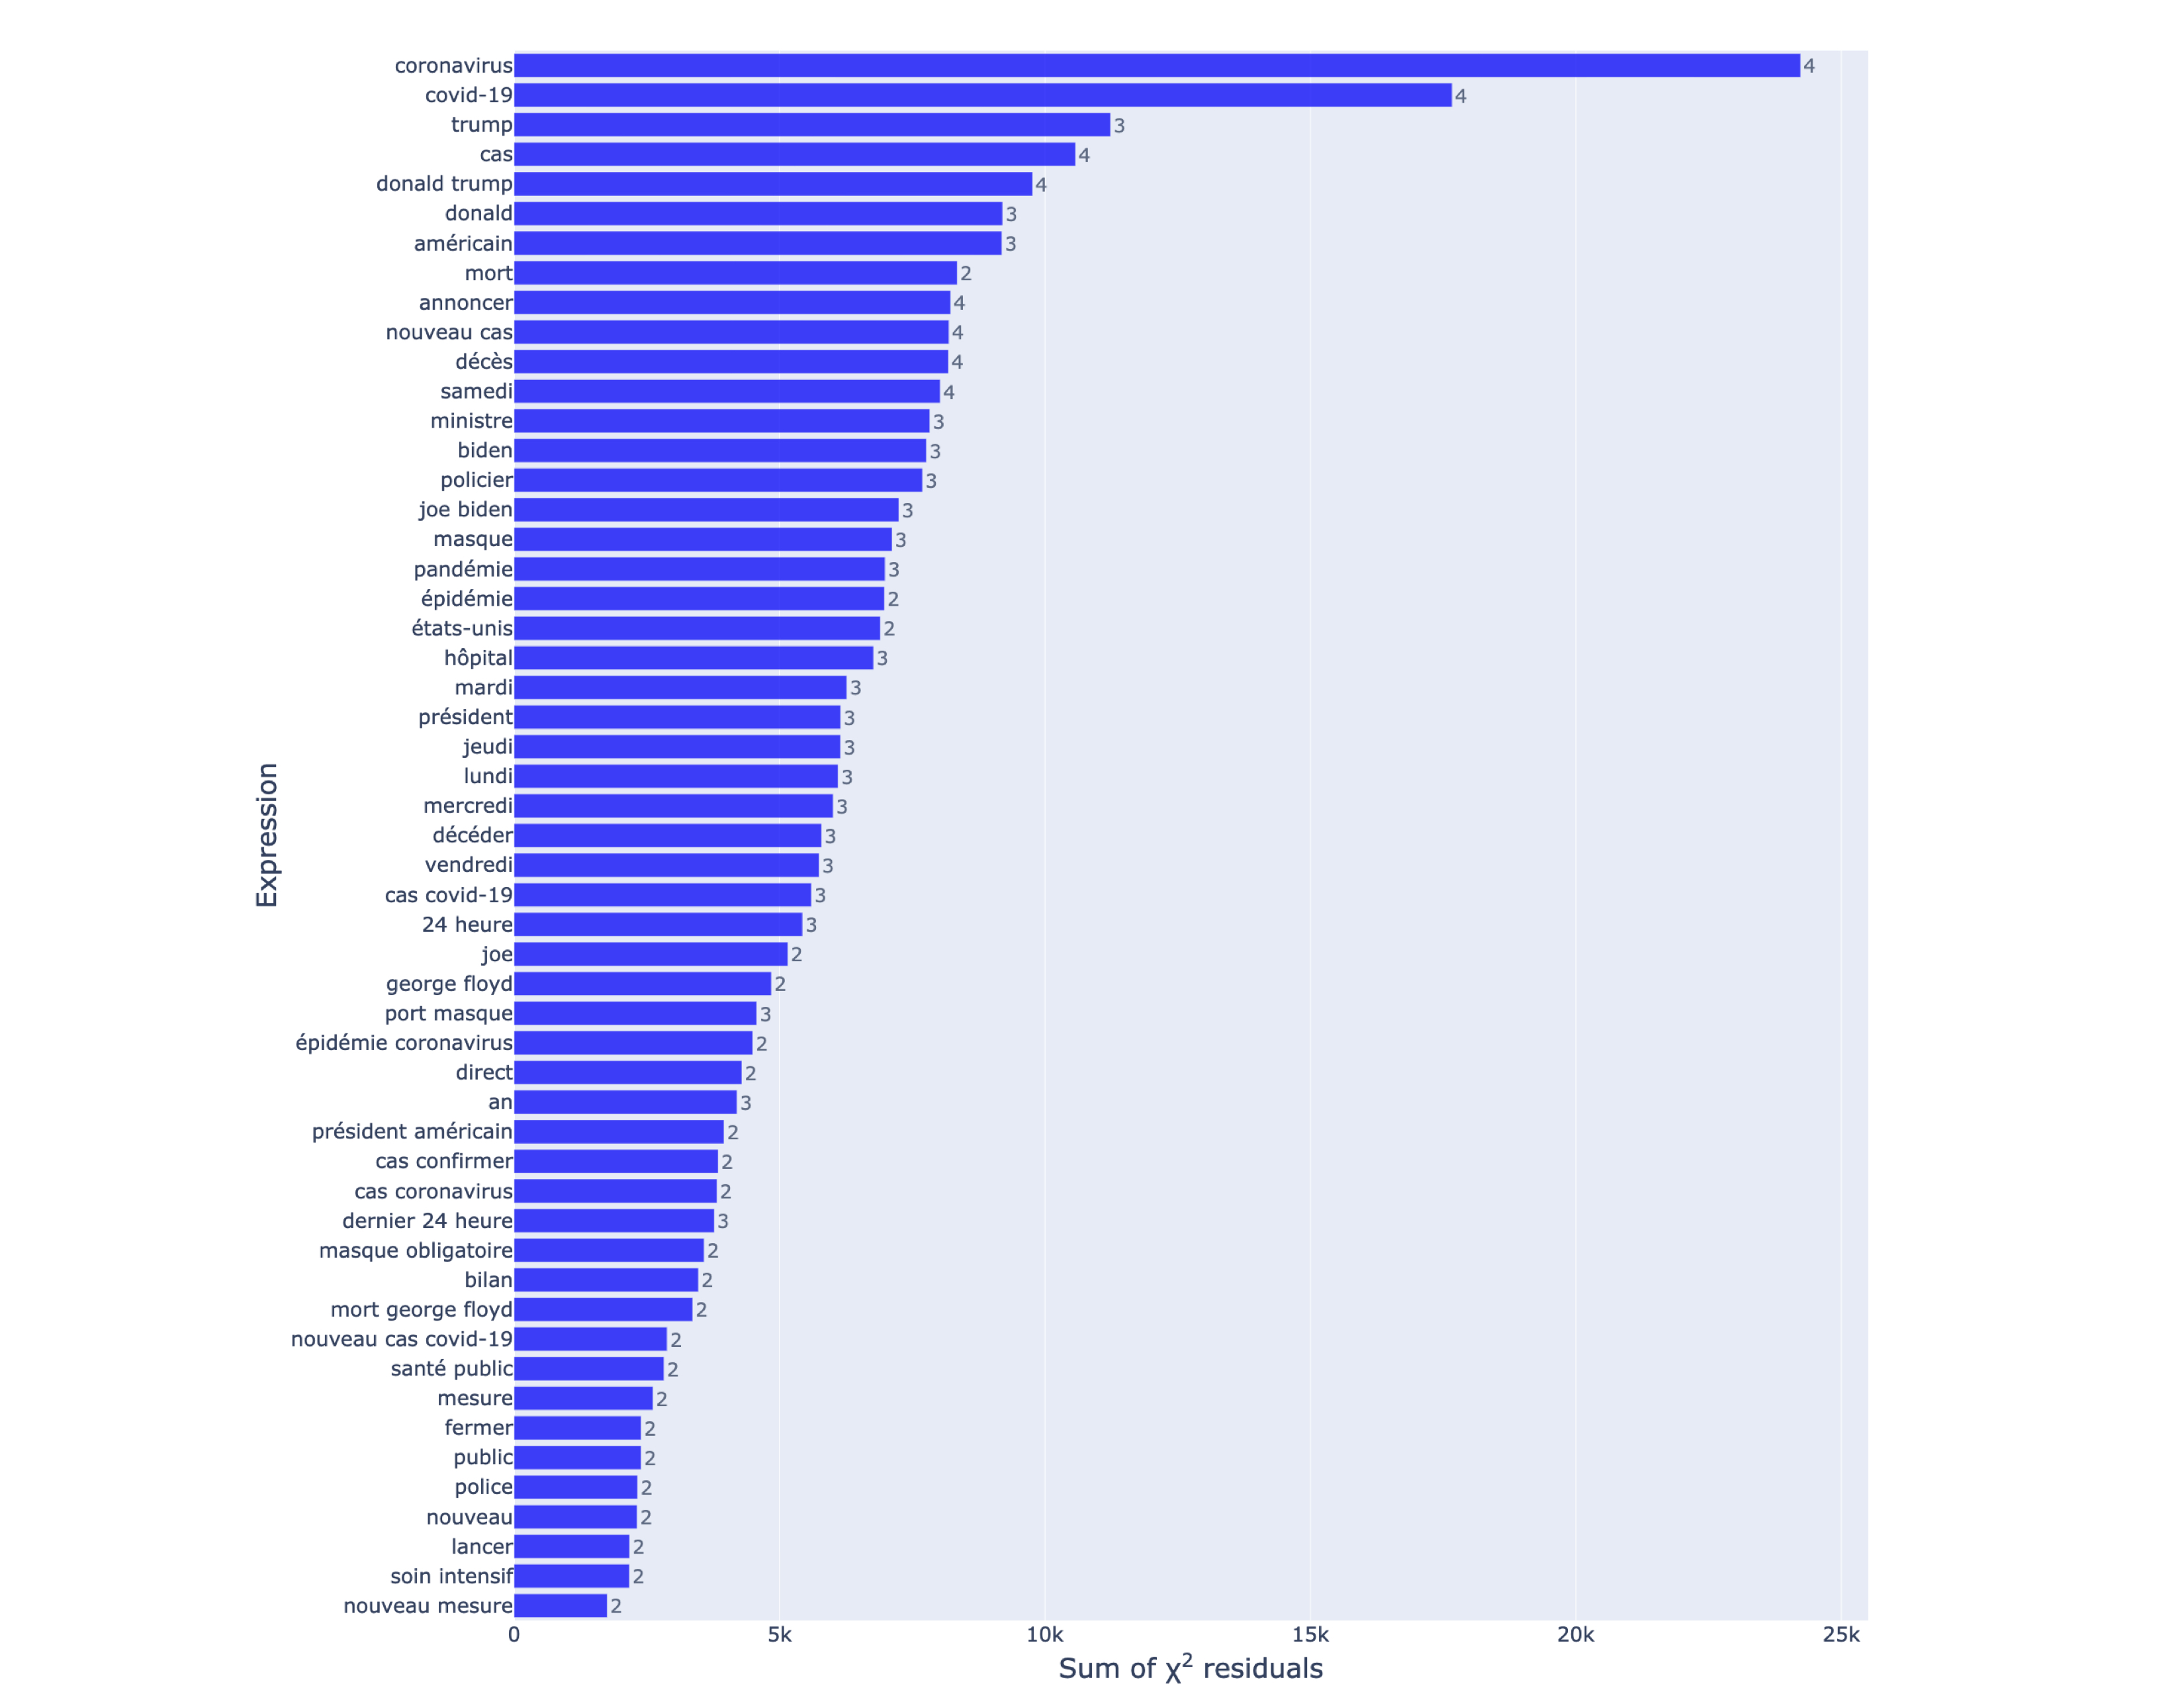 coronavirus 4
covid-19 4
trump 3
cas 4
donald trump 4
donald 3
américain 3
mort 2
annoncer 4
nouveau cas 4
décès 4
samedi 4
ministre 3
biden 3
policier 3
joe biden 3
masque 3
pandémie 3
épidémie 2
états-unis 2
hôpital 3
mardi 3
président 3
jeudi 3
lundi 3
mercredi 3
décéder 3
vendredi 3
cas covid-19 3
24 heure 3
joe 2
george floyd 2
port masque 3
épidémie coronavirus 2
direct 2
an 3
président américain 2
cas confirmer 2
cas coronavirus 2
dernier 24 heure 3
masque obligatoire 2
bilan 2
mort george floyd 2
nouveau cas covid-19 2
santé public 2
mesure 2
fermer 2
public 2
police 2
nouveau 2
lancer 2
soin intensif 2
nouveau mesure 2
Expression
0 5k 10k 15k 20k 25k
Sum of χ² residuals